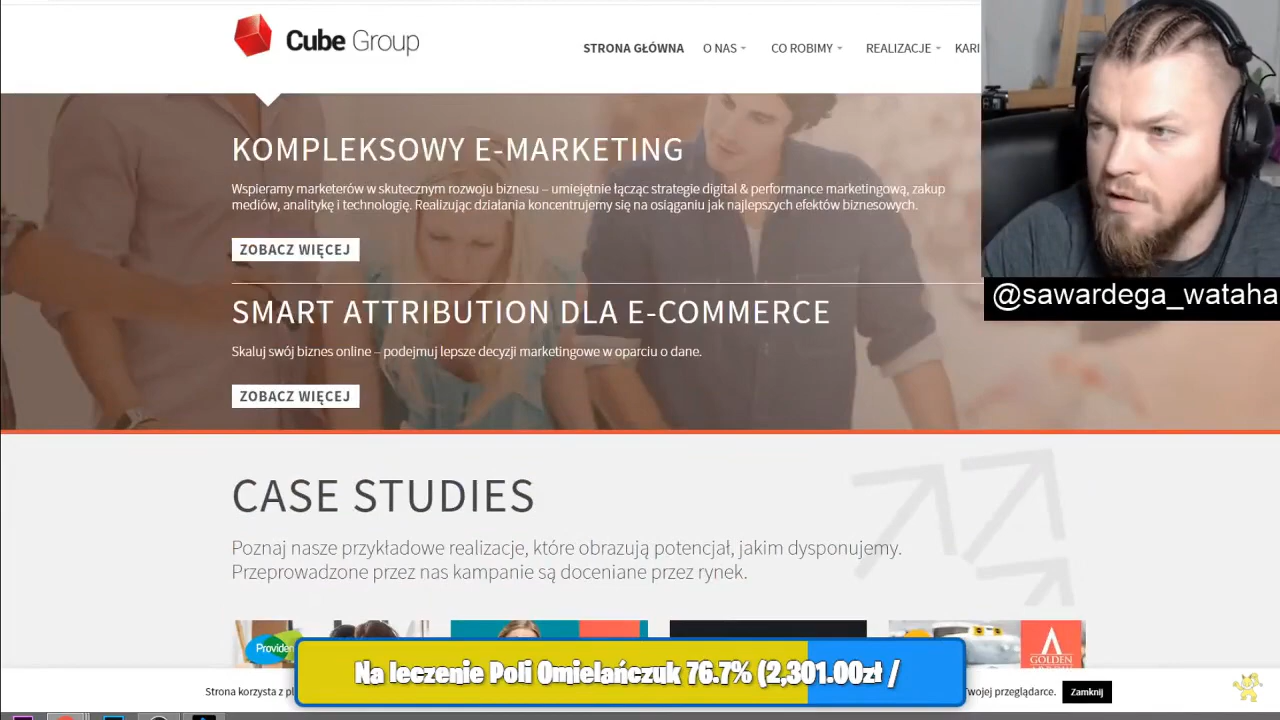 Cube Group
STRONA GŁÓWNA O NAS CO ROBIMY REALIZACJE KARI
KOMPLEKSOWY E-MARKETING
Wspieramy marketerów w skutecznym rozwoju biznesu – umiejętnie łącząc strategie digital & performance marketingową, zakup
mediów, analitykę i technologię. Realizując działania koncentrujemy się na osiąganiu jak najlepszych efektów biznesowych.
ZOBACZ WIĘCEJ
@sawardega_wataha
SMART ATTRIBUTION DLA E-COMMERCE
Skaluj swój biznes online – podejmuj lepsze decyzji marketingowe w oparciu o dane.
ZOBACZ WIĘCEJ
CASE STUDIES
Poznaj nasze przykładowe realizacje, które obrazują potencjał, jakim dysponujemy.
Przeprowadzone przez nas kampanie są doceniane przez rynek.
Provident
GOLDEN
Na leczenie Poli Omielańczuk 76.7% (2,301.00zł /
Strona korzysta z pl
Twojej przeglądarce. Zamknij